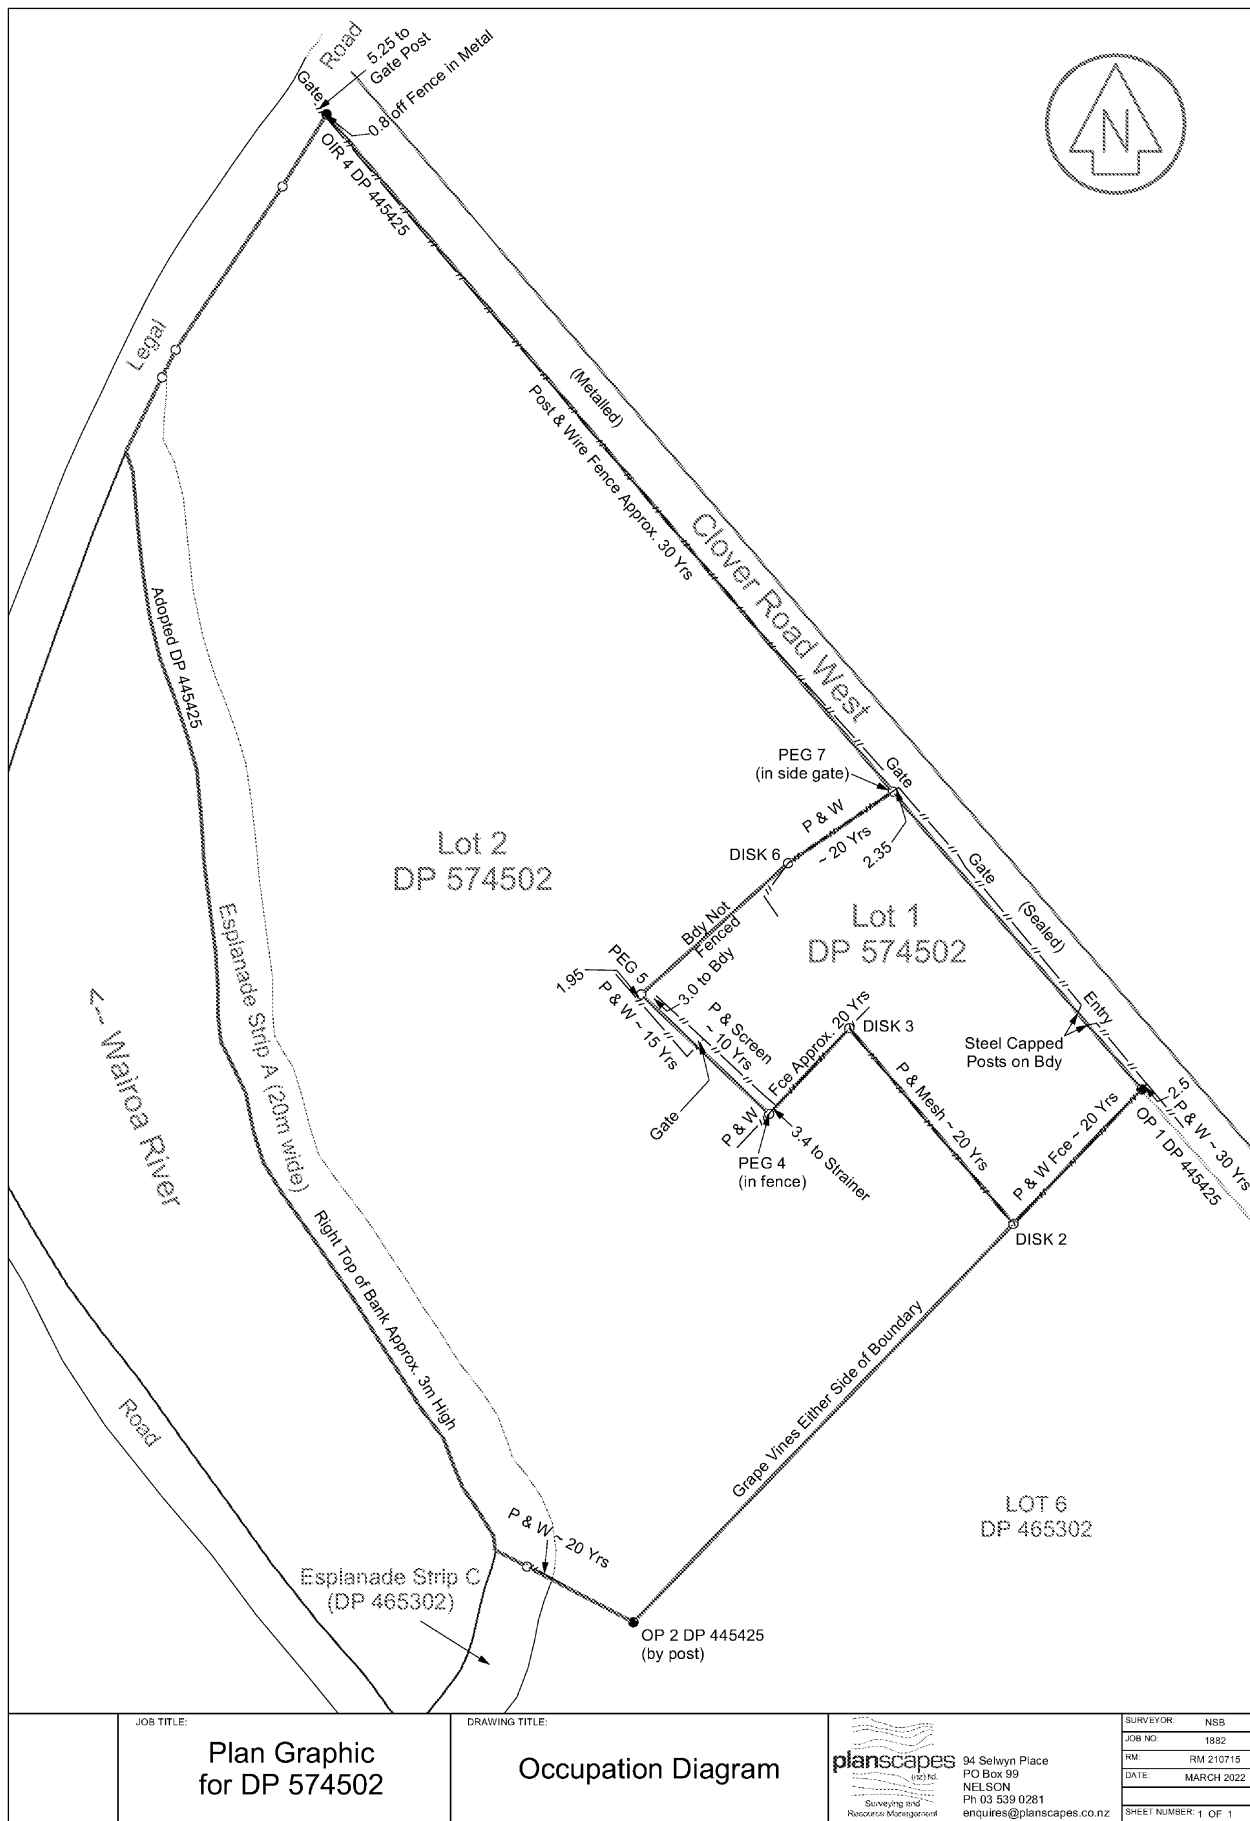 Road
5.25 to
Gate Post
Gate
0.8 off Fence in Metal
OIR 4 DP 445425
N
Legal
(Metalled)
Post & Wire Fence Approx. 30 Yrs
Clover Road West
Adopted DP 445425
PEG 7
(in side gate)
Gate
P & W
~ 20 Yrs
2.35
DISK 6
Lot 2
DP 574502
Gate
(Sealed)
Lot 1
DP 574502
Bdy Not
Fenced
PEG 5
1.95
3.0 to Bdy
P & W ~ 15 Yrs
P & Screen
~ 10 Yrs
Fce Approx. 20 Yrs
DISK 3
Entry
Steel Capped
Posts on Bdy
Esplanade Strip A (20m wide)
<-- Wairoa River
Gate
P & W
PEG 4
(in fence)
3.4 to Strainer
P & Mesh ~ 20 Yrs
P & W Fce ~ 20 Yrs
2.5
P & W ~ 30 Yrs
OP 1 DP 445425
DISK 2
Right Top of Bank Approx. 3m High
Grape Vines Either Side of Boundary
Road
LOT 6
DP 465302
P & W ~ 20 Yrs
Esplanade Strip C
(DP 465302)
OP 2 DP 445425
(by post)
JOB TITLE:
Plan Graphic
for DP 574502
DRAWING TITLE:
Occupation Diagram
planscapes
(nz) ltd.
Surveying and
Resource Management
94 Selwyn Place
PO Box 99
NELSON
Ph 03 539 0281
enquires@planscapes.co.nz
SURVEYOR: NSB
JOB NO: 1882
RM: RM 210715
DATE: MARCH 2022
SHEET NUMBER: 1 OF 1